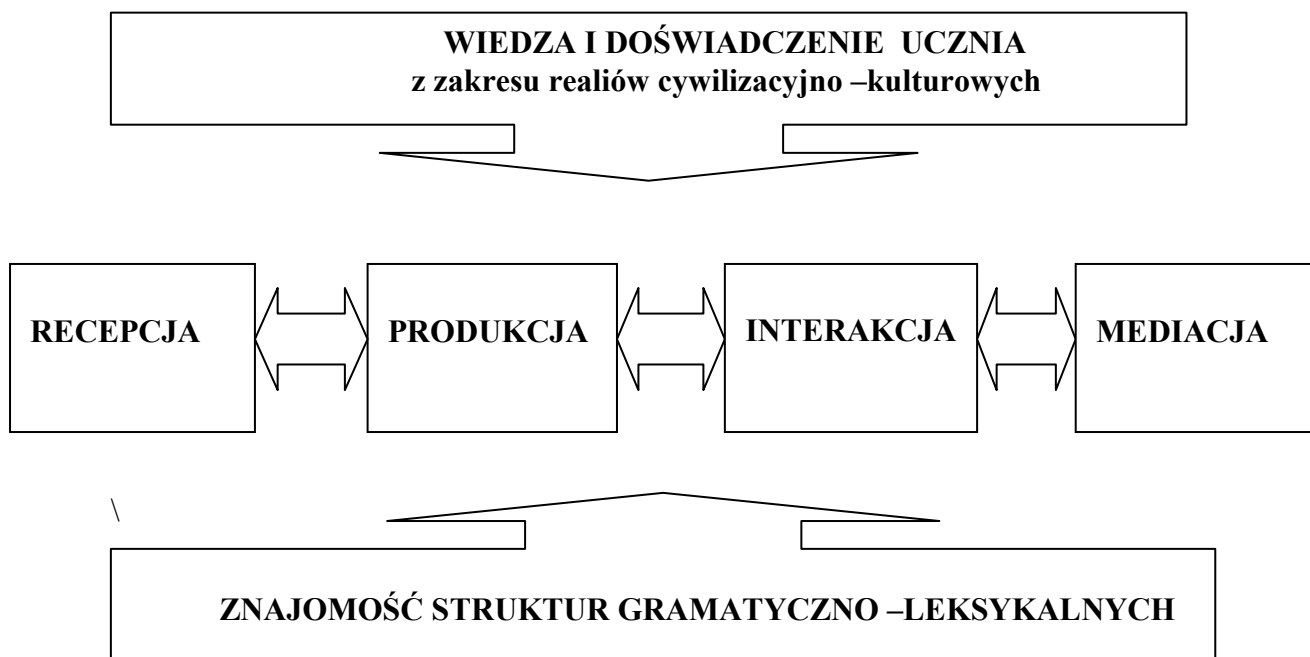 WIEDZA I DOŚWIADCZENIE UCZNIA
z zakresu realiów cywilizacyjno –kulturowych
RECEPCJA
PRODUKCJA
INTERAKCJA
MEDIACJA
\
ZNAJOMOŚĆ STRUKTUR GRAMATYCZNO –LEKSYKALNYCH